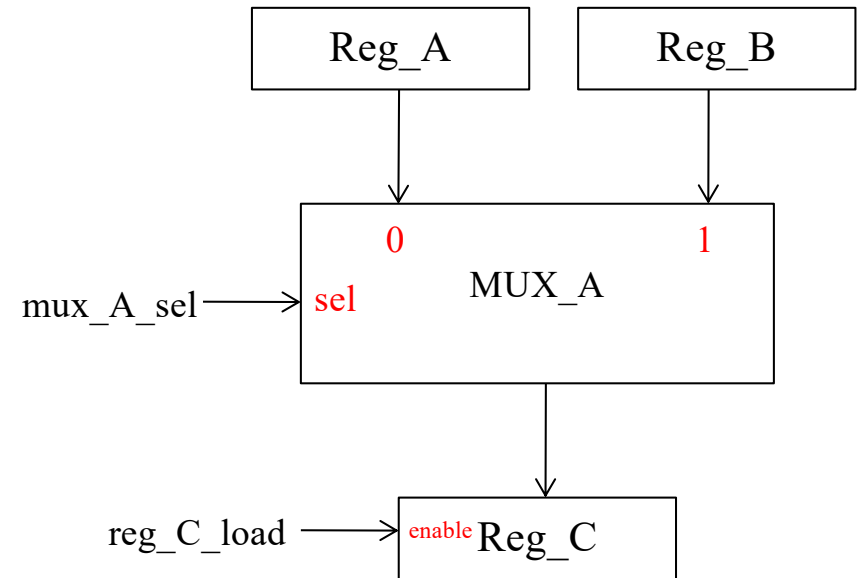 Reg_A
Reg_B
0
1
MUX_A
mux_A_sel
sel
reg_C_load
enable
Reg_C